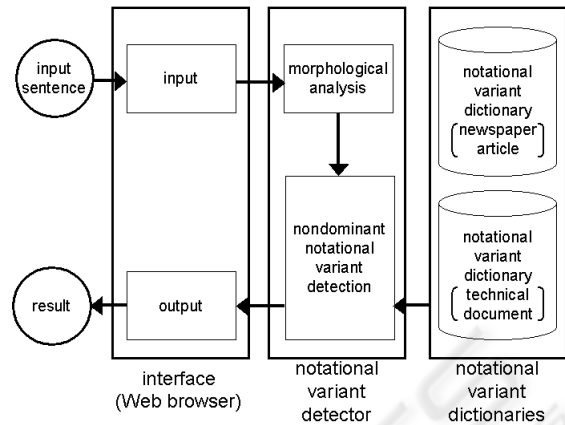 input
sentence
input
morphological
analysis
notational
variant
dictionary
newspaper
article
nondominant
notational
variant
detection
notational
variant
dictionary
technical
document
result
output
interface
(Web browser)
notational
variant
detector
notational
variant
dictionaries